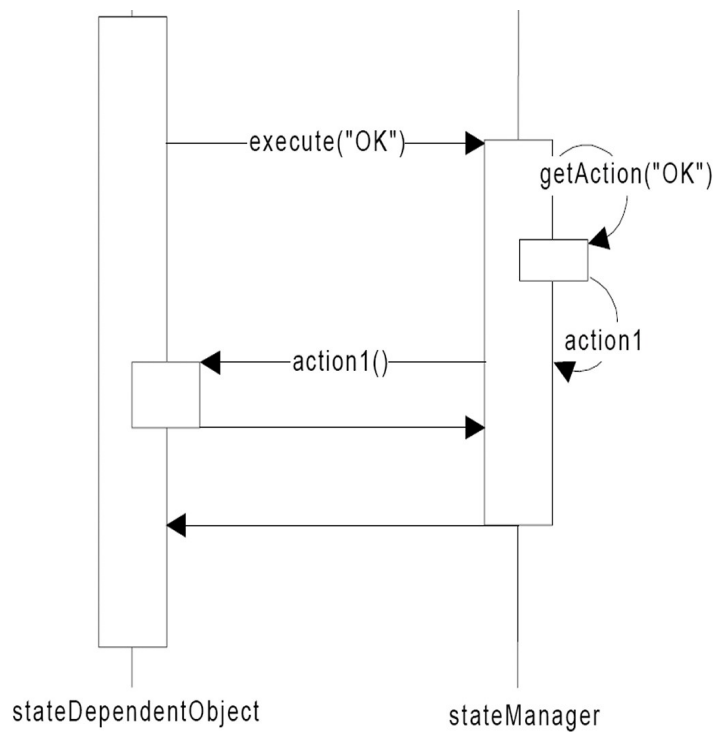 execute("OK")
getAction("OK")
action1
action1()
stateDependentObject
stateManager